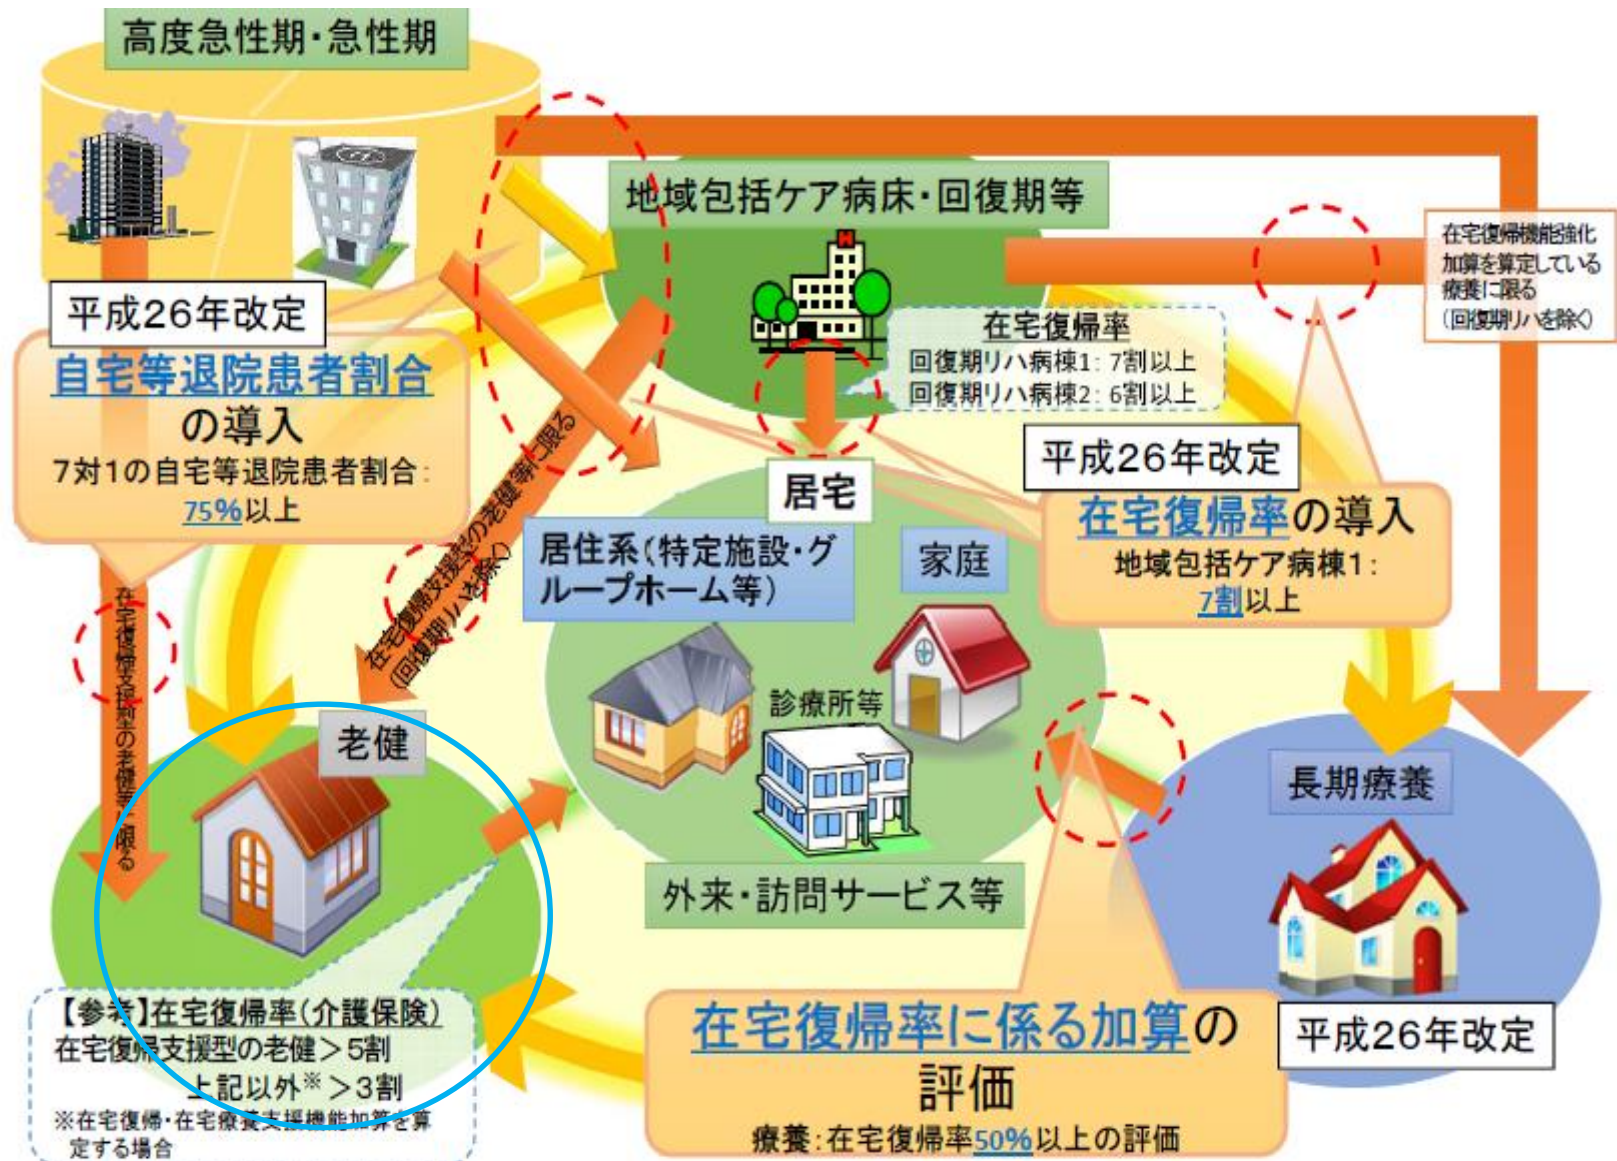 高度急性期・急性期
地域包括ケア病床・回復期等
在宅復帰機能強化
加算を算定している
療養に限る
（回復期リハを除く）
平成26年改定
自宅等退院患者割合
の導入
7対1の自宅等退院患者割合：
75％以上
在宅復帰率
回復期リハ病棟1：7割以上
回復期リハ病棟2：6割以上
平成26年改定
在宅復帰率の導入
地域包括ケア病棟1：
7割以上
在宅復帰支援型の老健等に限る
（回復期リハを除く）
在宅復帰支援型の老健等に限る
居宅
居住系（特定施設・グ
ループホーム等）
家庭
診療所等
外来・訪問サービス等
老健
長期療養
H
【参考】在宅復帰率（介護保険）
在宅復帰支援型の老健＞5割
上記以外※＞3割
※在宅復帰・在宅療養支援機能加算を算
定する場合
在宅復帰率に係る加算の
評価
療養：在宅復帰率50％以上の評価
平成26年改定